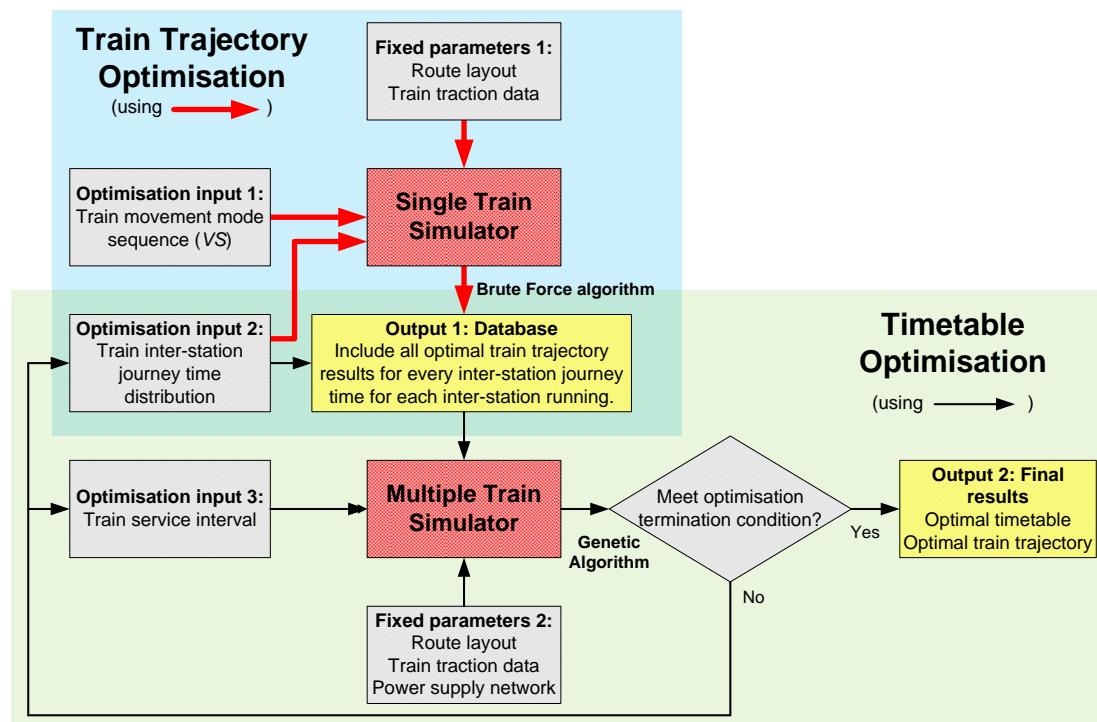 Train Trajectory
Optimisation
(using )
Fixed parameters 1:
Route layout
Train traction data
Optimisation input 1:
Train movement mode
sequence (VS)
Single Train
Simulator
Brute Force algorithm
Optimisation input 2:
Train inter-station
journey time
distribution
Output 1: Database
Include all optimal train trajectory
results for every inter-station journey
time for each inter-station running.
Timetable
Optimisation
(using )
Optimisation input 3:
Train service interval
Multiple Train
Simulator
Genetic
Algorithm
Meet optimisation
termination condition?
Yes
No
Output 2: Final
results
Optimal timetable
Optimal train trajectory
Fixed parameters 2:
Route layout
Train traction data
Power supply network